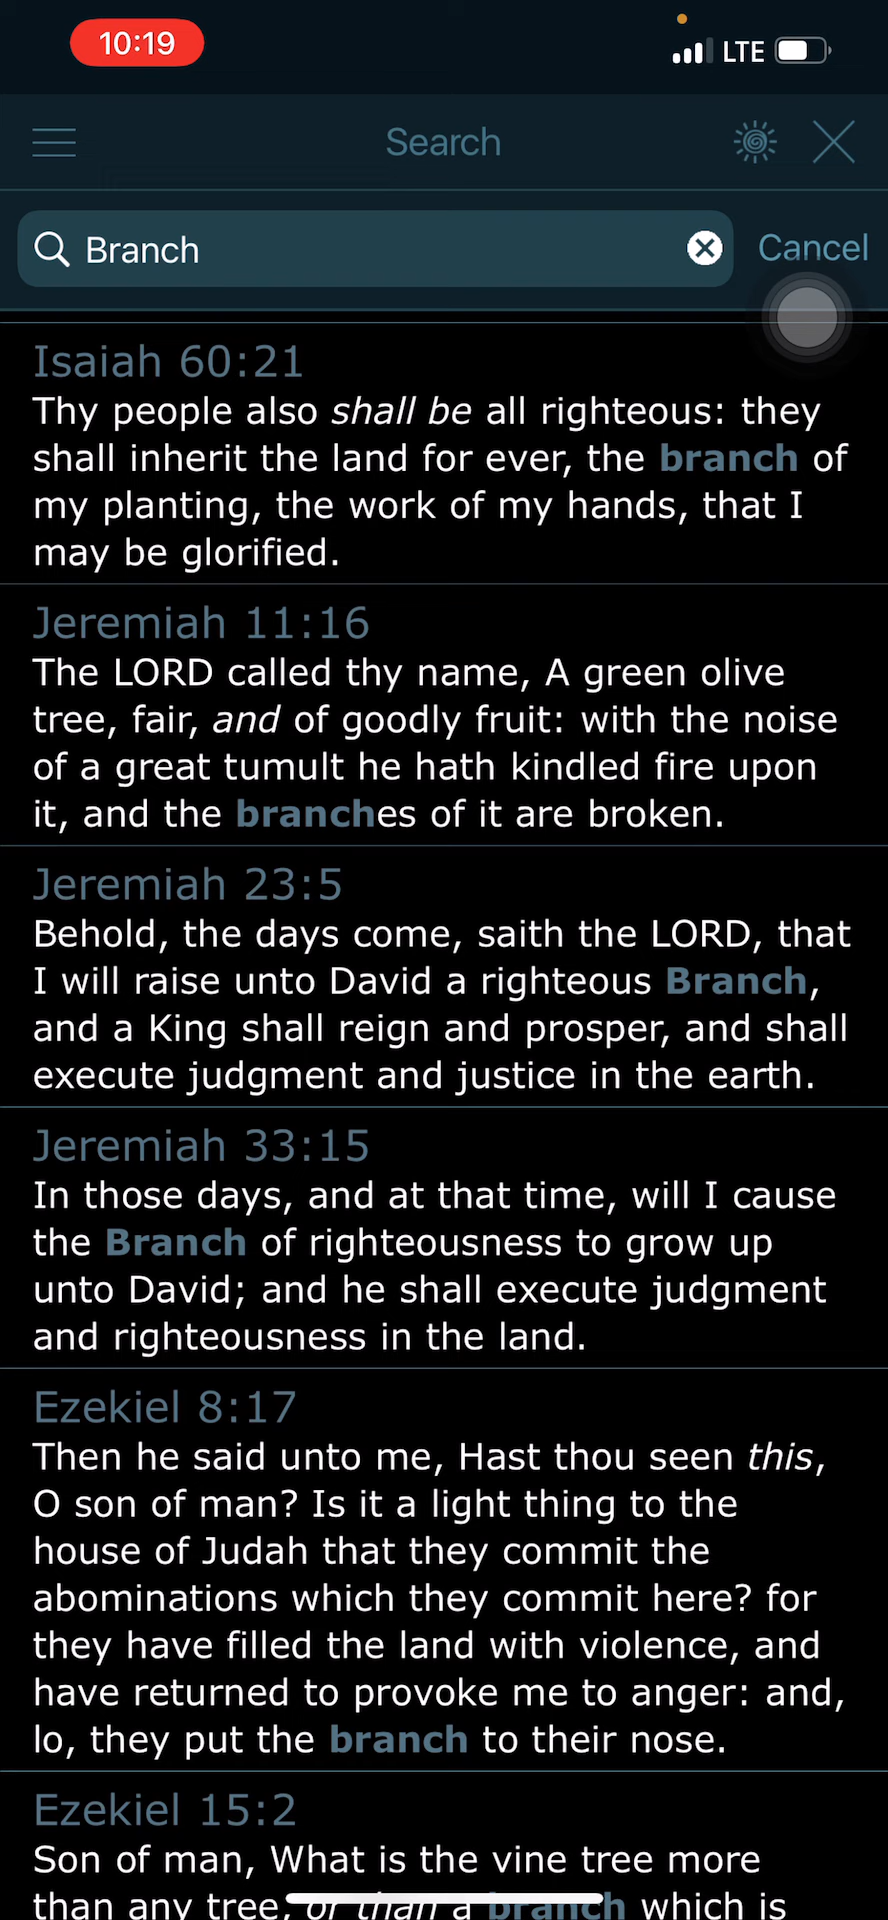 10:19
LTE
Search
Branch
Cancel
Isaiah 60:21
Thy people also shall be all righteous: they
shall inherit the land for ever, the branch of
my planting, the work of my hands, that I
may be glorified.
Jeremiah 11:16
The LORD called thy name, A green olive
tree, fair, and of goodly fruit: with the noise
of a great tumult he hath kindled fire upon
it, and the branches of it are broken.
Jeremiah 23:5
Behold, the days come, saith the LORD, that
I will raise unto David a righteous Branch,
and a King shall reign and prosper, and shall
execute judgment and justice in the earth.
Jeremiah 33:15
In those days, and at that time, will I cause
the Branch of righteousness to grow up
unto David; and he shall execute judgment
and righteousness in the land.
Ezekiel 8:17
Then he said unto me, Hast thou seen this,
O son of man? Is it a light thing to the
house of Judah that they commit the
abominations which they commit here? for
they have filled the land with violence, and
have returned to provoke me to anger: and,
lo, they put the branch to their nose.
Ezekiel 15:2
Son of man, What is the vine tree more
than any tree, or than a branch which is